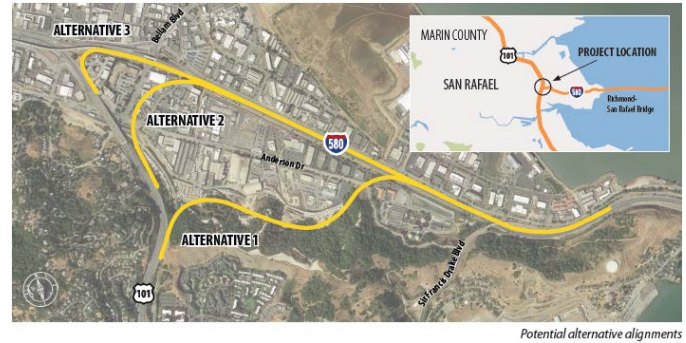 ALTERNATIVE 3
Bellam Blvd
ALTERNATIVE 2
Anderson Dr
580
ALTERNATIVE 1
Sir Franck Drake Blvd
101
MARIN COUNTY
101
PROJECT LOCATION
SAN RAFAEL
580
Richmond-
San Rafael Bridge
Potential alternative alignments